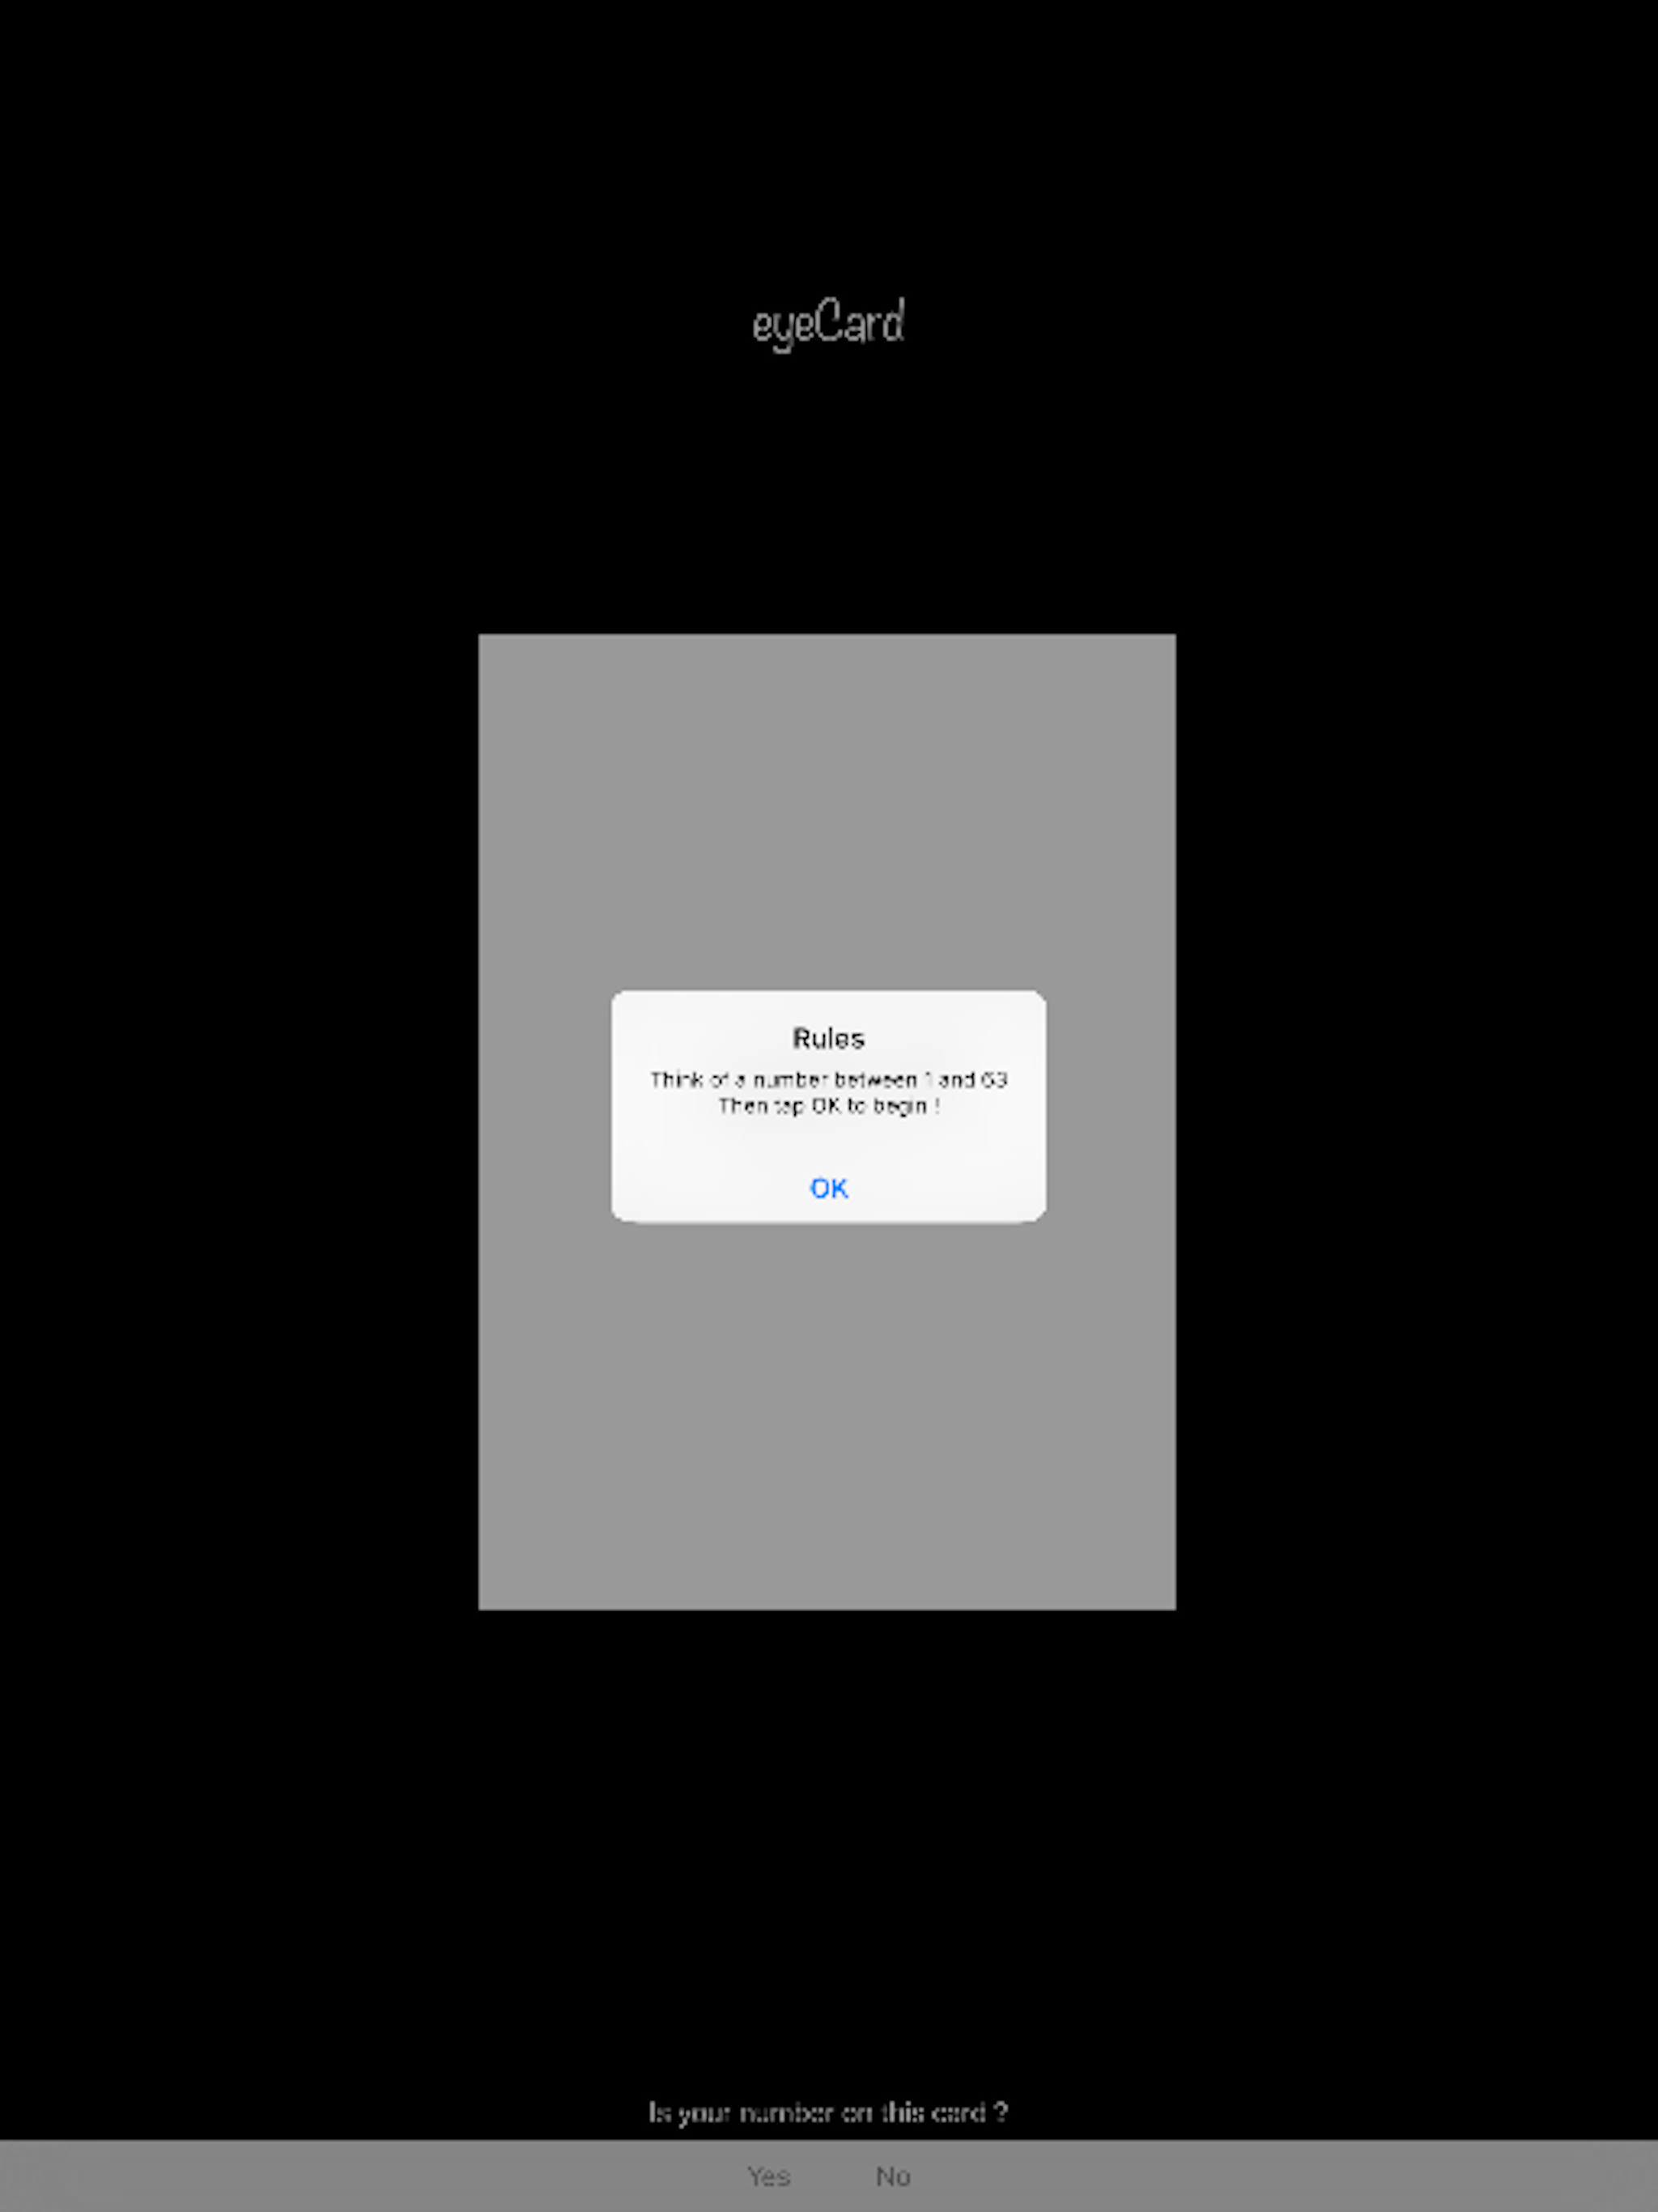 eyeCard
Rules
Think of a number between 1 and 63
Then tap OK to begin !
OK
Is your number on this card ?
Yes No